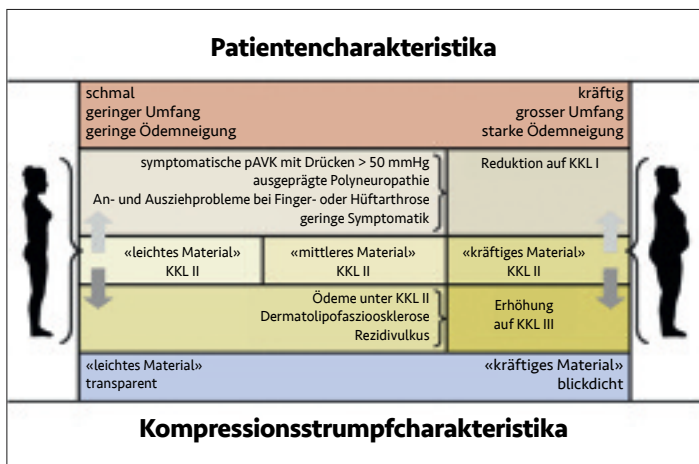 Patientencharakteristika
schmal
geringer Umfang
geringe Ödemneigung
kräftig
grosser Umfang
starke Ödemneigung
symptomatische pAVK mit Drücken > 50 mmHg
ausgeprägte Polyneuropathie
An- und Ausziehprobleme bei Finger- oder Hüftarthrose
geringe Symptomatik
Reduktion auf KKL I
«leichtes Material»
KKL II
«mittleres Material»
KKL II
«kräftiges Material»
KKL II
Ödeme unter KKL II
Dermatolipofaszioosklerose
Rezidivulkus
Erhöhung
auf KKL III
«leichtes Material»
transparent
«kräftiges Material»
blickdicht
Kompressionsstrumpfcharakteristika